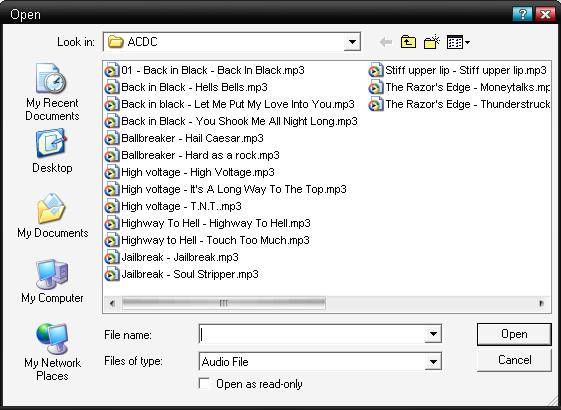 Open
Look in:
ACDC
My Recent
Documents
Desktop
My Documents
My Computer
My Network
Places
01 - Back in Black - Back In Black.mp3
Back in Black - Hells Bells.mp3
Back in black - Let Me Put My Love Into You.mp3
Back in Black - You Shook Me All Night Long.mp3
Ballbreaker - Hail Caesar.mp3
Ballbreaker - Hard as a rock.mp3
High voltage - High Voltage.mp3
High voltage - It's A Long Way To The Top.mp3
High voltage - T.N.T..mp3
Highway To Hell - Highway To Hell.mp3
Highway to Hell - Touch Too Much.mp3
Jailbreak - Jailbreak.mp3
Jailbreak - Soul Stripper.mp3
Stiff upper lip - Stiff upper lip.mp3
The Razor's Edge - Moneytalks.mp3
The Razor's Edge - Thunderstruck
File name:
Open
Files of type:
Audio File
Cancel
Open as read-only